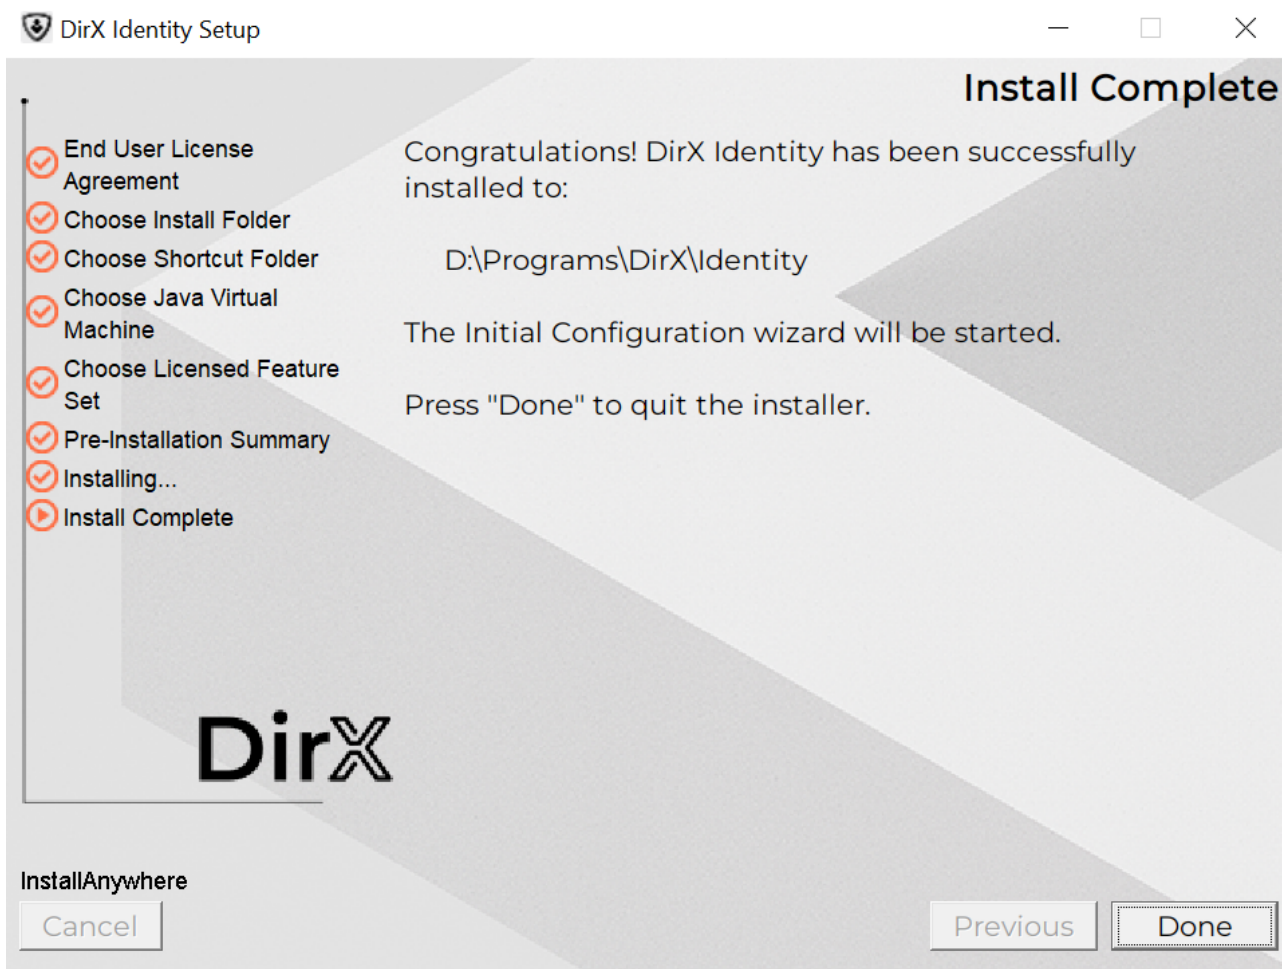 DirX Identity Setup
Install Complete
End User License
Agreement
Choose Install Folder
Choose Shortcut Folder
Choose Java Virtual
Machine
Choose Licensed Feature
Set
Pre-Installation Summary
Installing...
Install Complete
Congratulations! DirX Identity has been successfully
installed to:
D:\Programs\DirX\Identity
The Initial Configuration wizard will be started.
Press "Done" to quit the installer.
DirX
InstallAnywhere
Cancel
Previous
Done